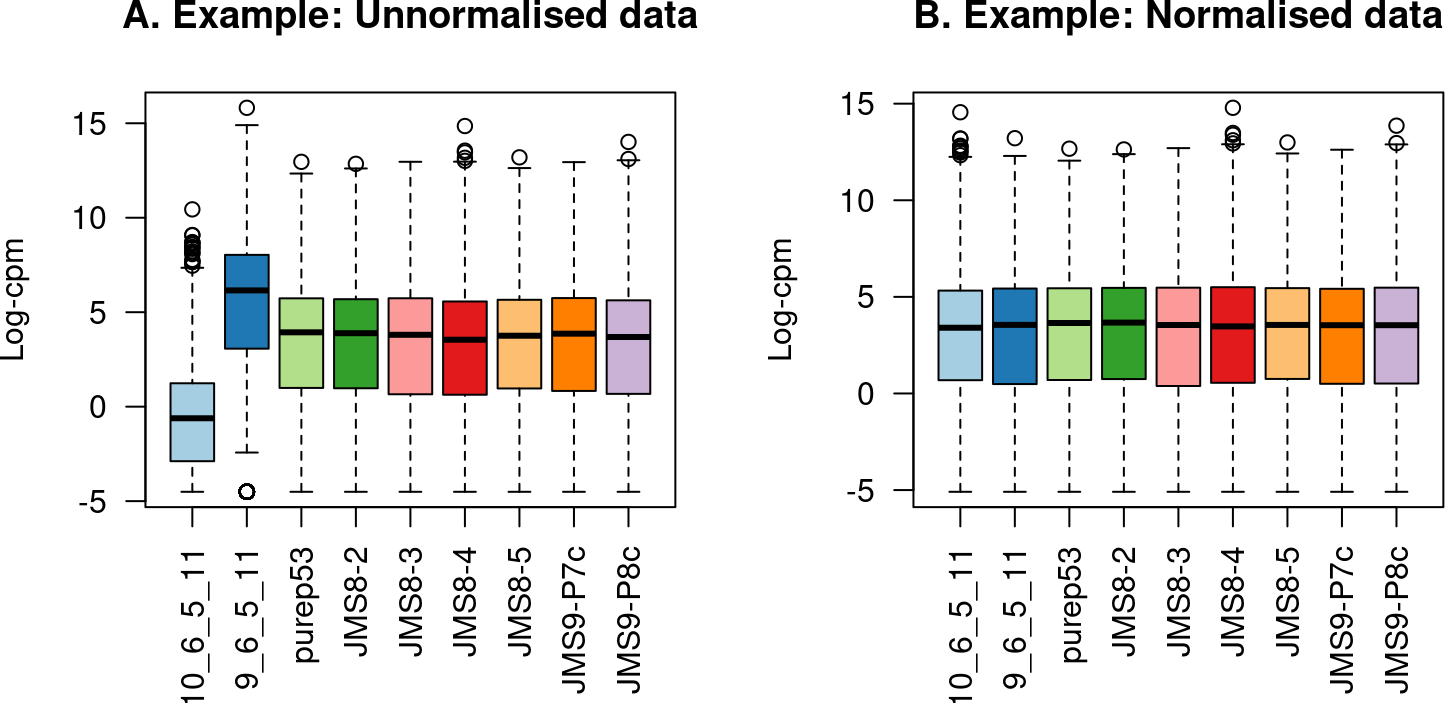 A. Example: Unnormalised data
Log-cpm
15
10
5
0
-5
10_6_5_11
9_6_5_11
purep53
JMS8-2
JMS8-3
JMS8-4
JMS8-5
JMS9-P7c
JMS9-P8c
B. Example: Normalised data
Log-cpm
15
10
5
0
-5
10_6_5_11
9_6_5_11
purep53
JMS8-2
JMS8-3
JMS8-4
JMS8-5
JMS9-P7c
JMS9-P8c